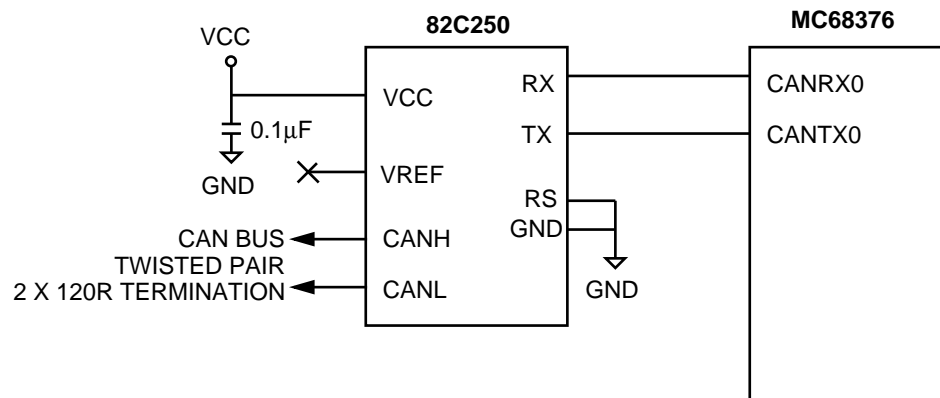 82C250
MC68376
VCC
VCC
RX
CANRX0
0.1µF
TX
CANTX0
GND
VREF
RS
GND
CAN BUS
CANH
TWISTED PAIR
2 X 120R TERMINATION
CANL
GND